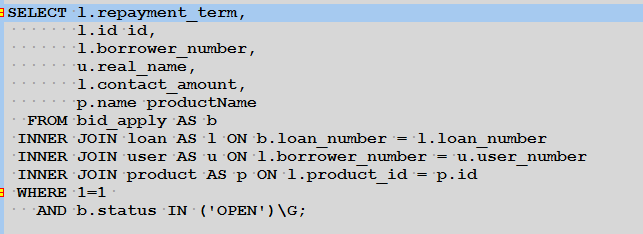 SELECT l.repayment_term,
l.id id,
l.borrower_number,
u.real_name,
l.contact_amount,
p.name productName
FROM bid_apply AS b
INNER JOIN loan AS l ON b.loan_number = l.loan_number
INNER JOIN user AS u ON l.borrower_number = u.user_number
INNER JOIN product AS p ON l.product_id = p.id
WHERE 1=1
AND b.status IN ('OPEN')\G;